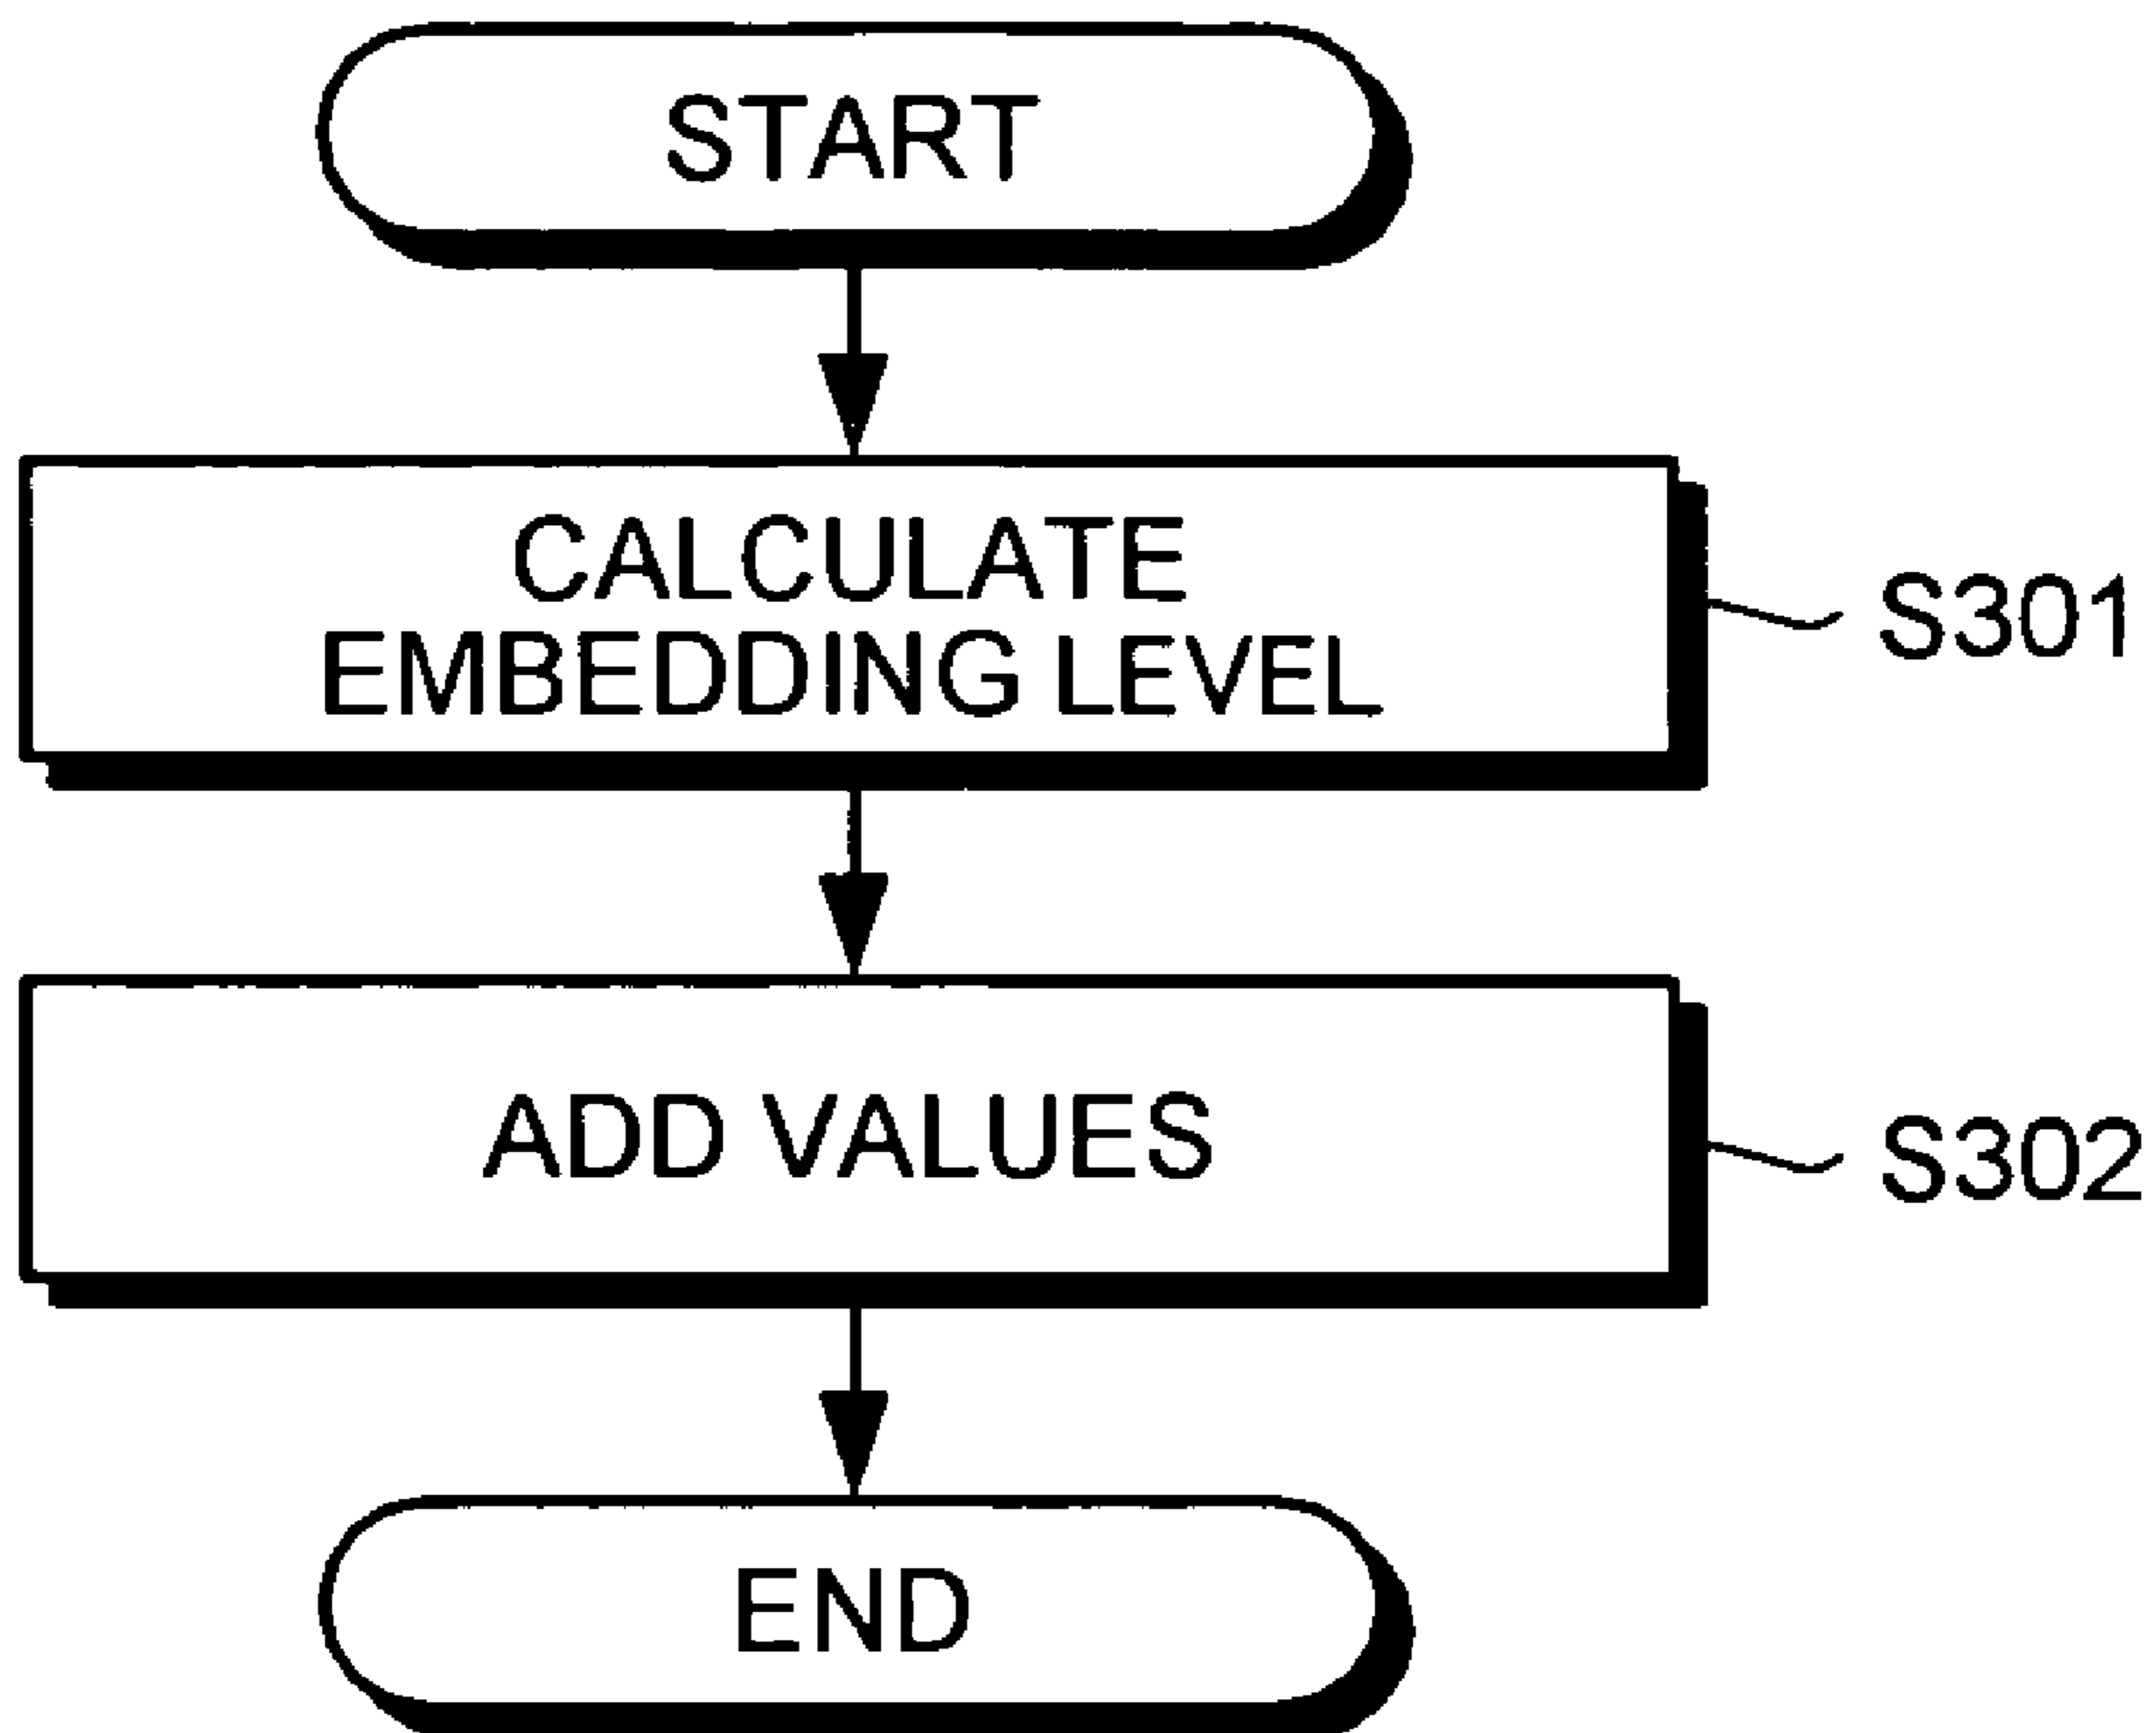 START
CALCULATE
EMBEDDING LEVEL
S301
ADD VALUES
S302
END